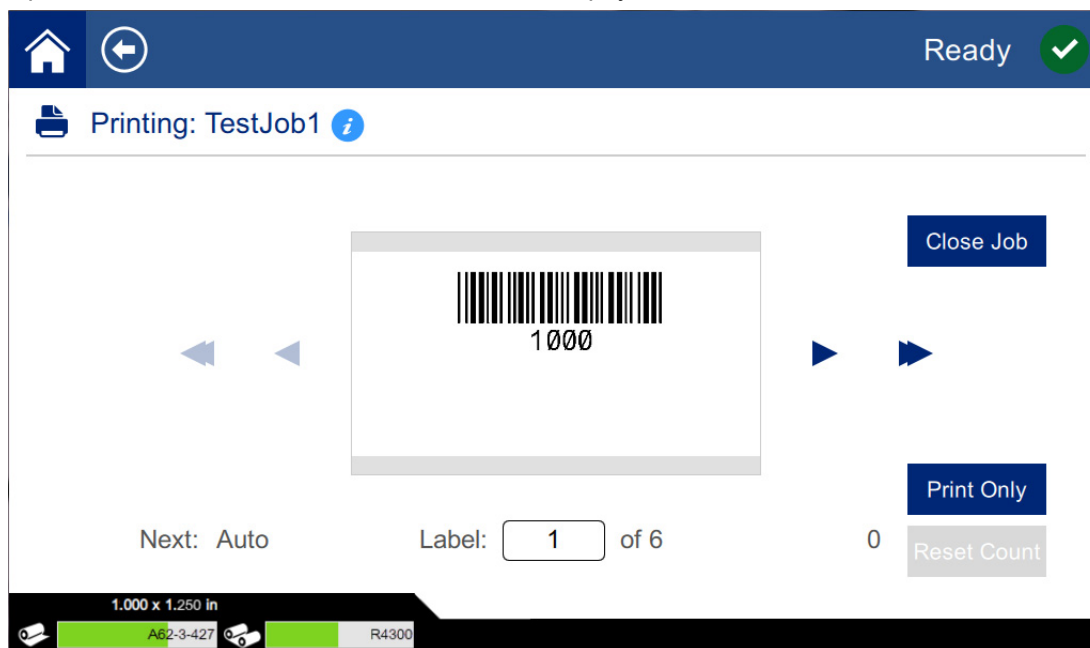 Ready
Printing: TestJob1
Close Job
1000
Print Only
Next: Auto Label: 1 of 6 0
Reset Count
1.000 x 1.250 in
A62-3-427 R4300